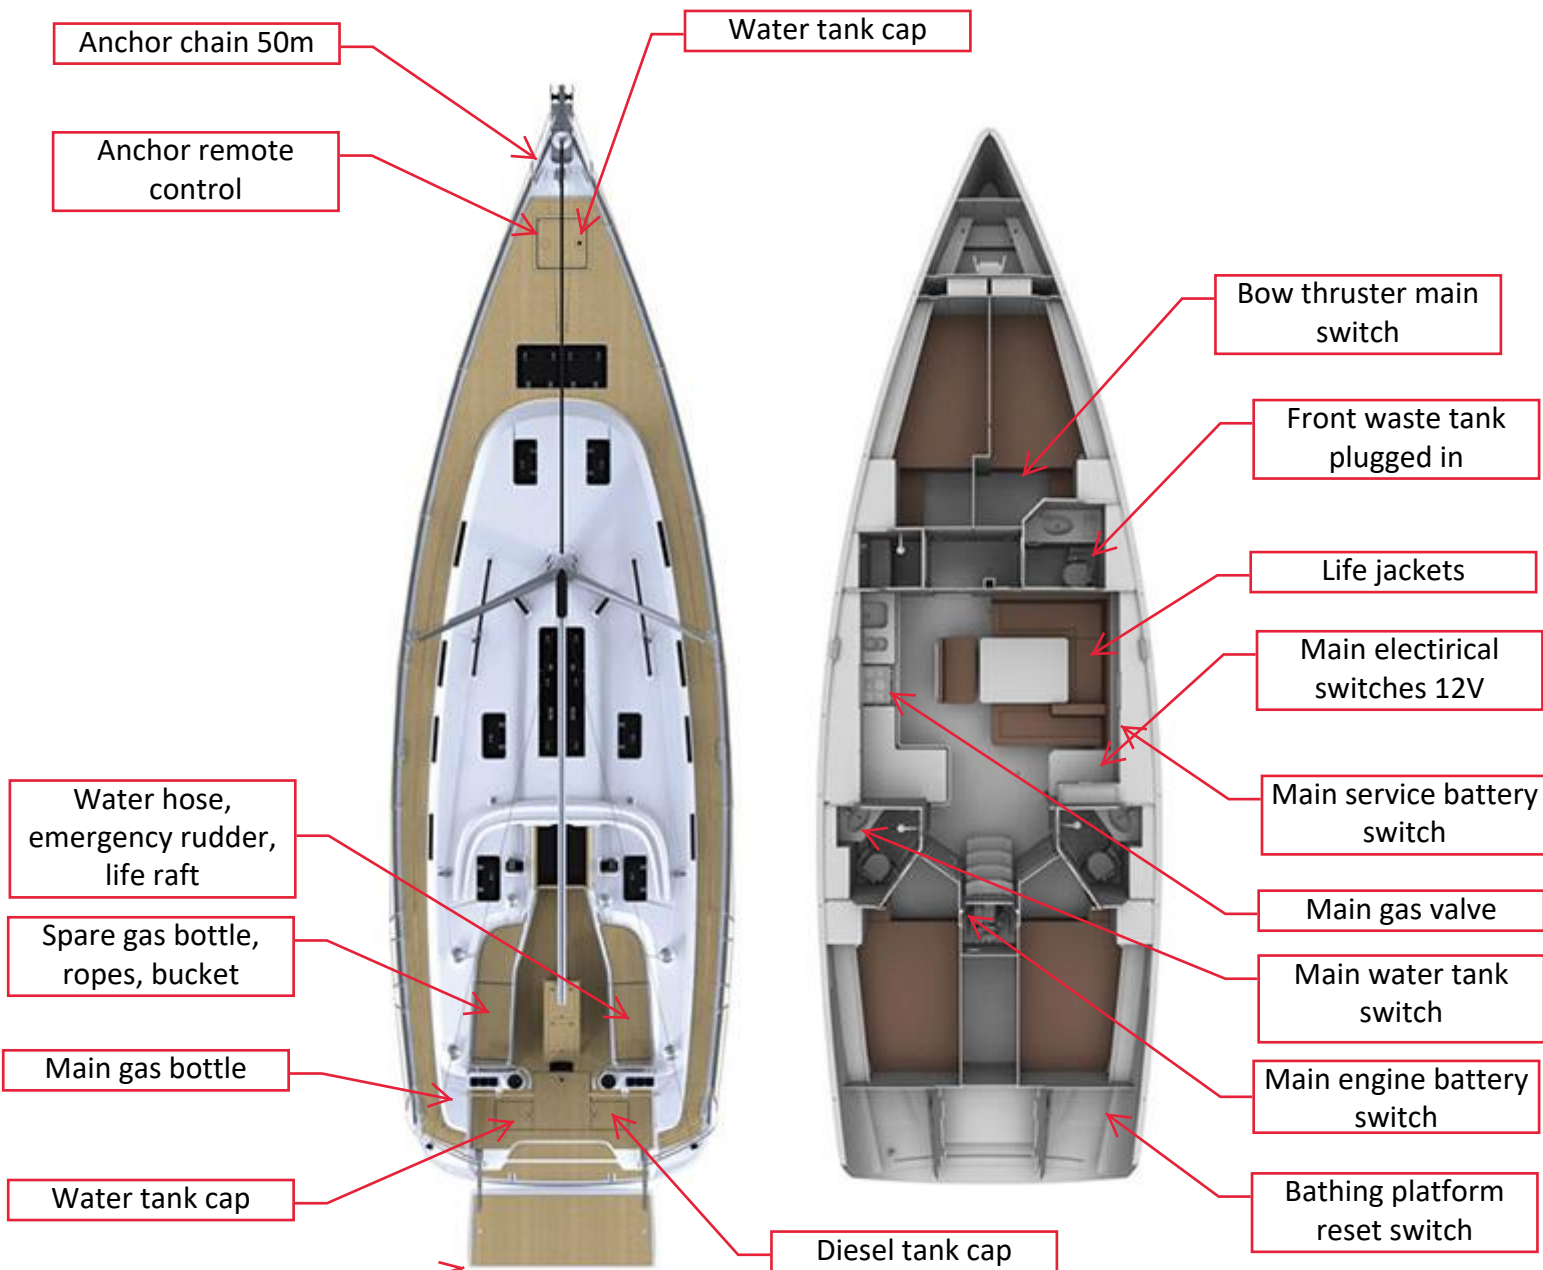 Anchor chain 50m
Water tank cap
Anchor remote
control
Bow thruster main
switch
Front waste tank
plugged in
Life jackets
Main electirical
switches 12V
Water hose,
emergency rudder,
life raft
Main service battery
switch
Main gas valve
Spare gas bottle,
ropes, bucket
Main water tank
switch
Main gas bottle
Main engine battery
switch
Water tank cap
Bathing platform
reset switch
Diesel tank cap